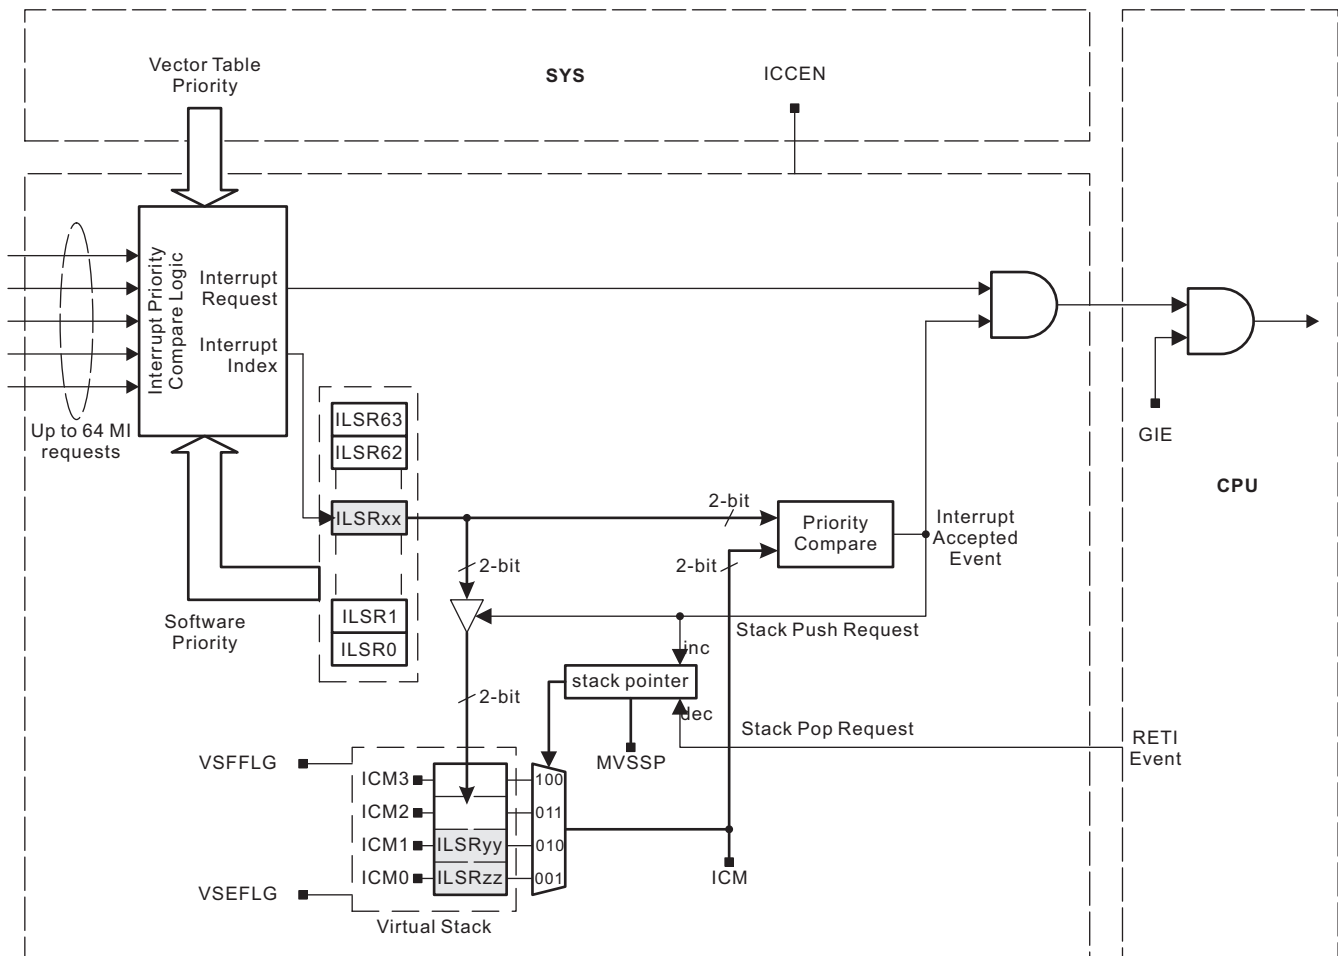 Vector Table
Priority
SYS
ICCEN
Interrupt Priority
Compare Logic
Interrupt
Request
Interrupt
Index
Up to 64 MI
requests
ILSR63
ILSR62
ILSRxx
ILSR1
ILSR0
Software
Priority
2-bit
2-bit
2-bit
2-bit
Priority
Compare
Interrupt
Accepted
Event
GIE
CPU
Stack Push Request
inc
stack pointer
dec
Stack Pop Request
RETI
Event
MVSSP
VSFFLG
ICM3
100
ICM2
011
ICM1
ILSRyy
010
ICM0
ILSRzz
001
ICM
VSEFLG
Virtual Stack